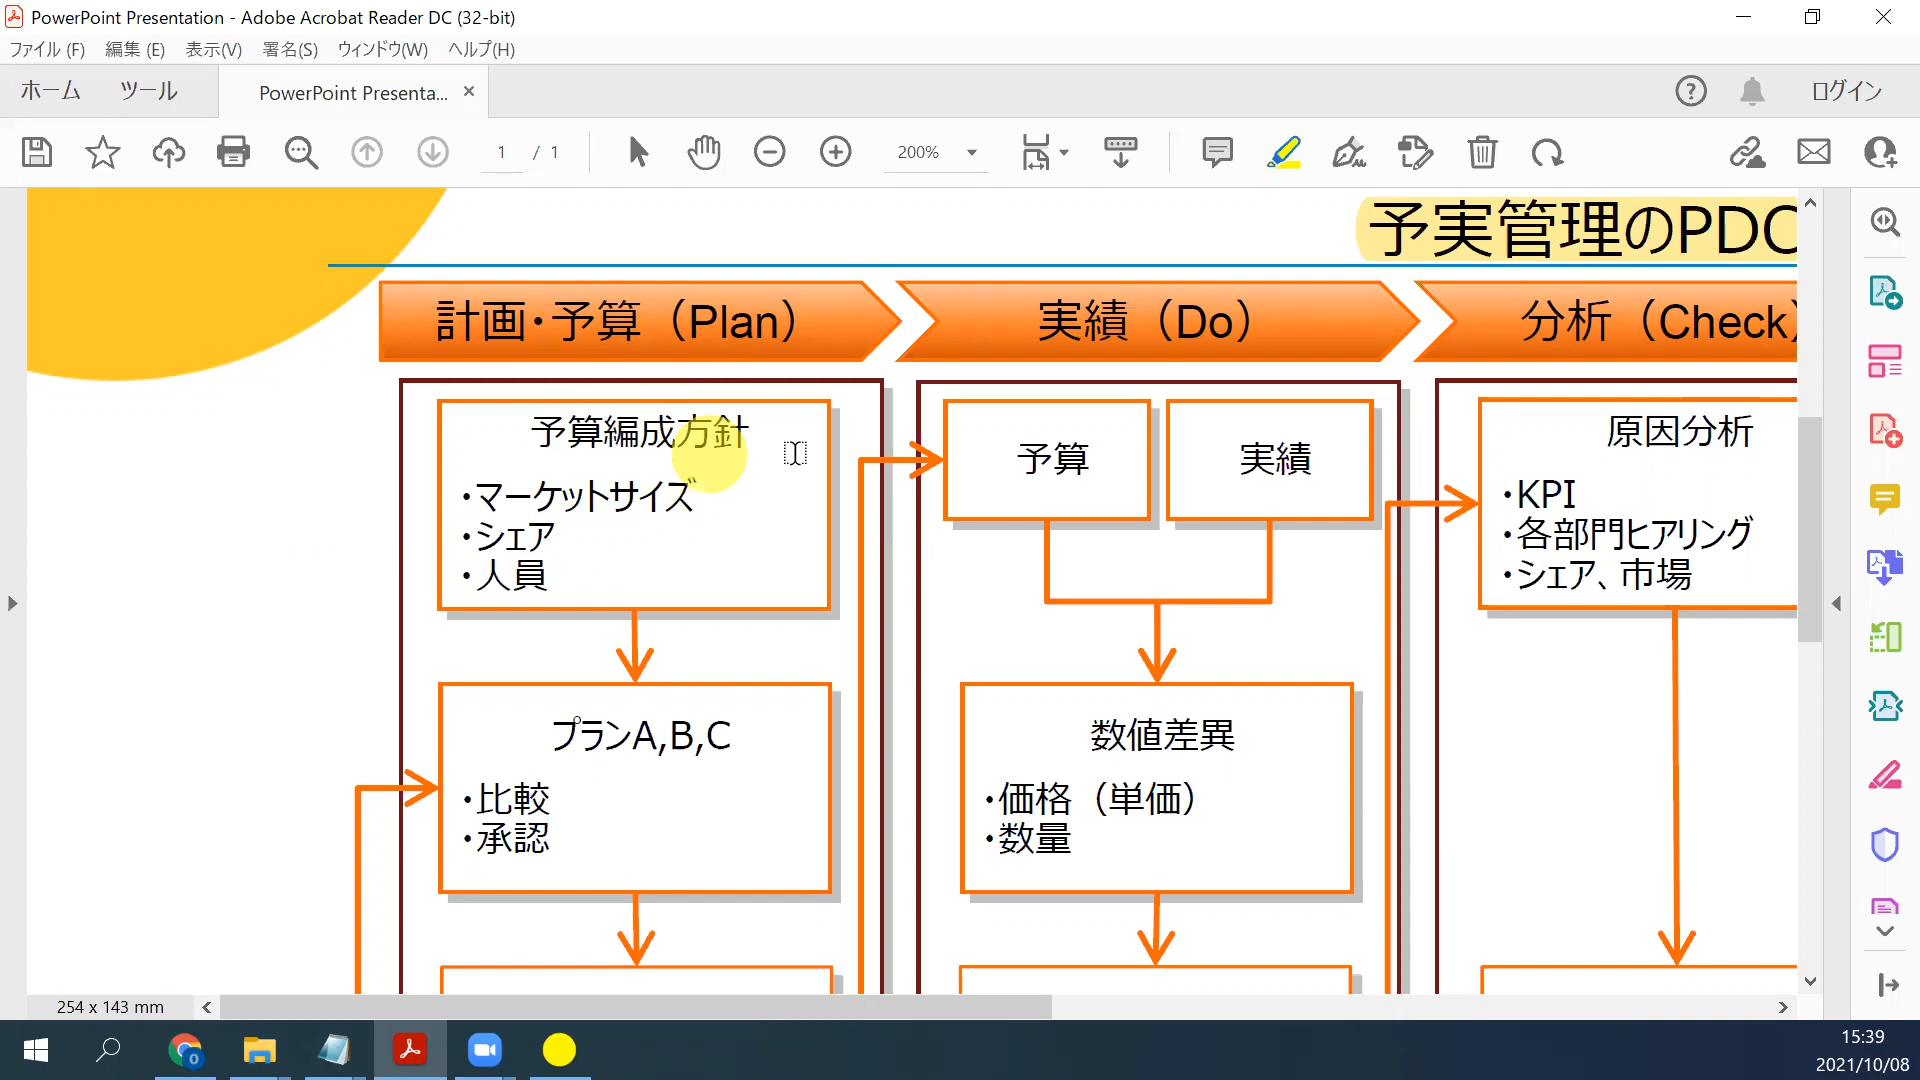 PowerPoint Presentation - Adobe Acrobat Reader DC (32-bit)
ファイル (F) 編集 (E) 表示(V) 署名(S) ウィンドウ(W) ヘルプ(H)
ホーム ツール PowerPoint Presenta... × ログイン
1 / 1 200%
予実管理のPDC
計画・予算（Plan） 実績（Do） 分析（Check）
予算編成方針
・マーケットサイズ
・シェア
・人員
予算 実績
原因分析
・KPI
・各部門ヒアリング
・シェア、市場
プランA,B,C
・比較
・承認
数値差異
・価格（単価）
・数量
254 x 143 mm
15:39
2021/10/08